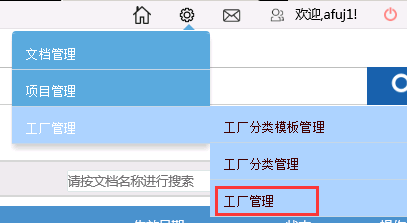 欢迎,afuj1!
文档管理
项目管理
工厂管理
工厂分类模板管理
工厂分类管理
工厂管理
请按文档名称进行搜索